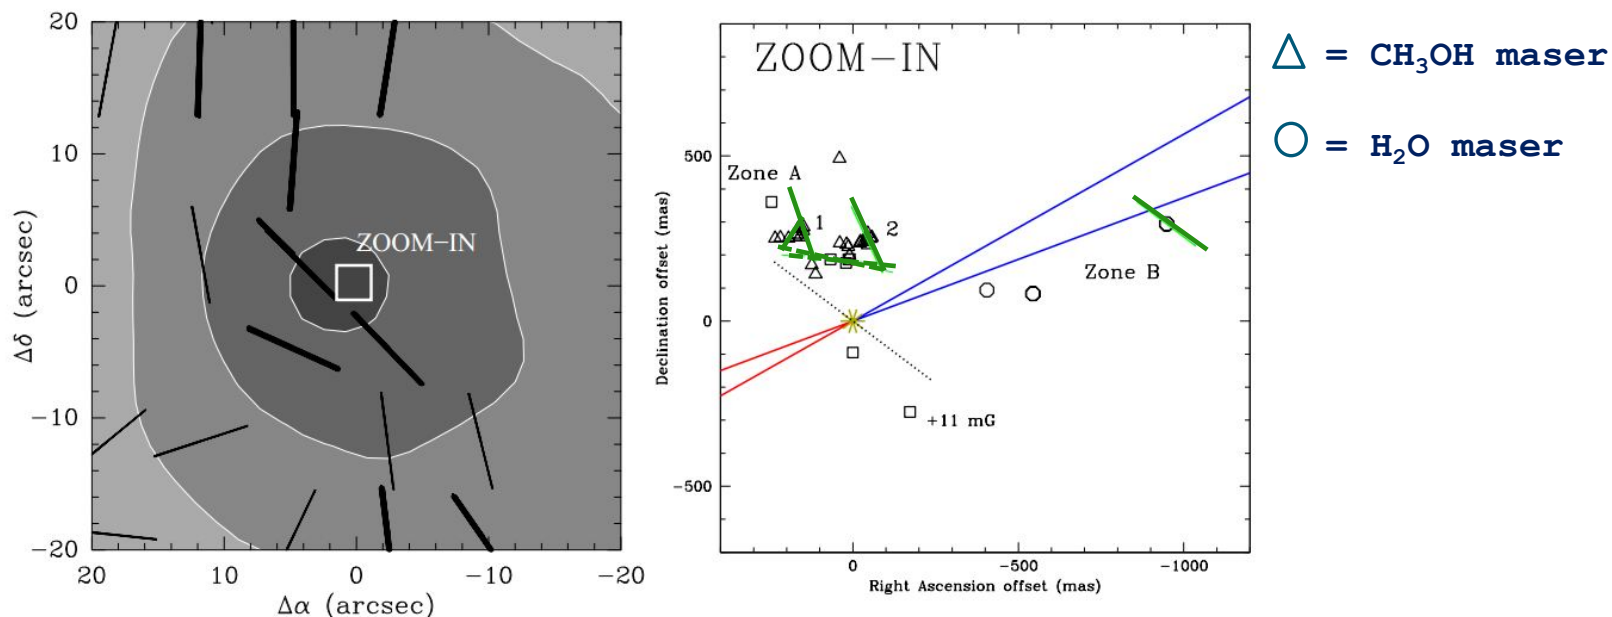 20
10
0
−10
−20
20
10
0
−10
−20
Δδ (arcsec)
Δα (arcsec)
ZOOM−IN
ZOOM−IN
Zone A
1
2
Zone B
+11 mG
500
0
−500
0
−500
−1000
Declination offset (mas)
Right Ascension offset (mas)
= CH₃OH maser
= H₂O maser